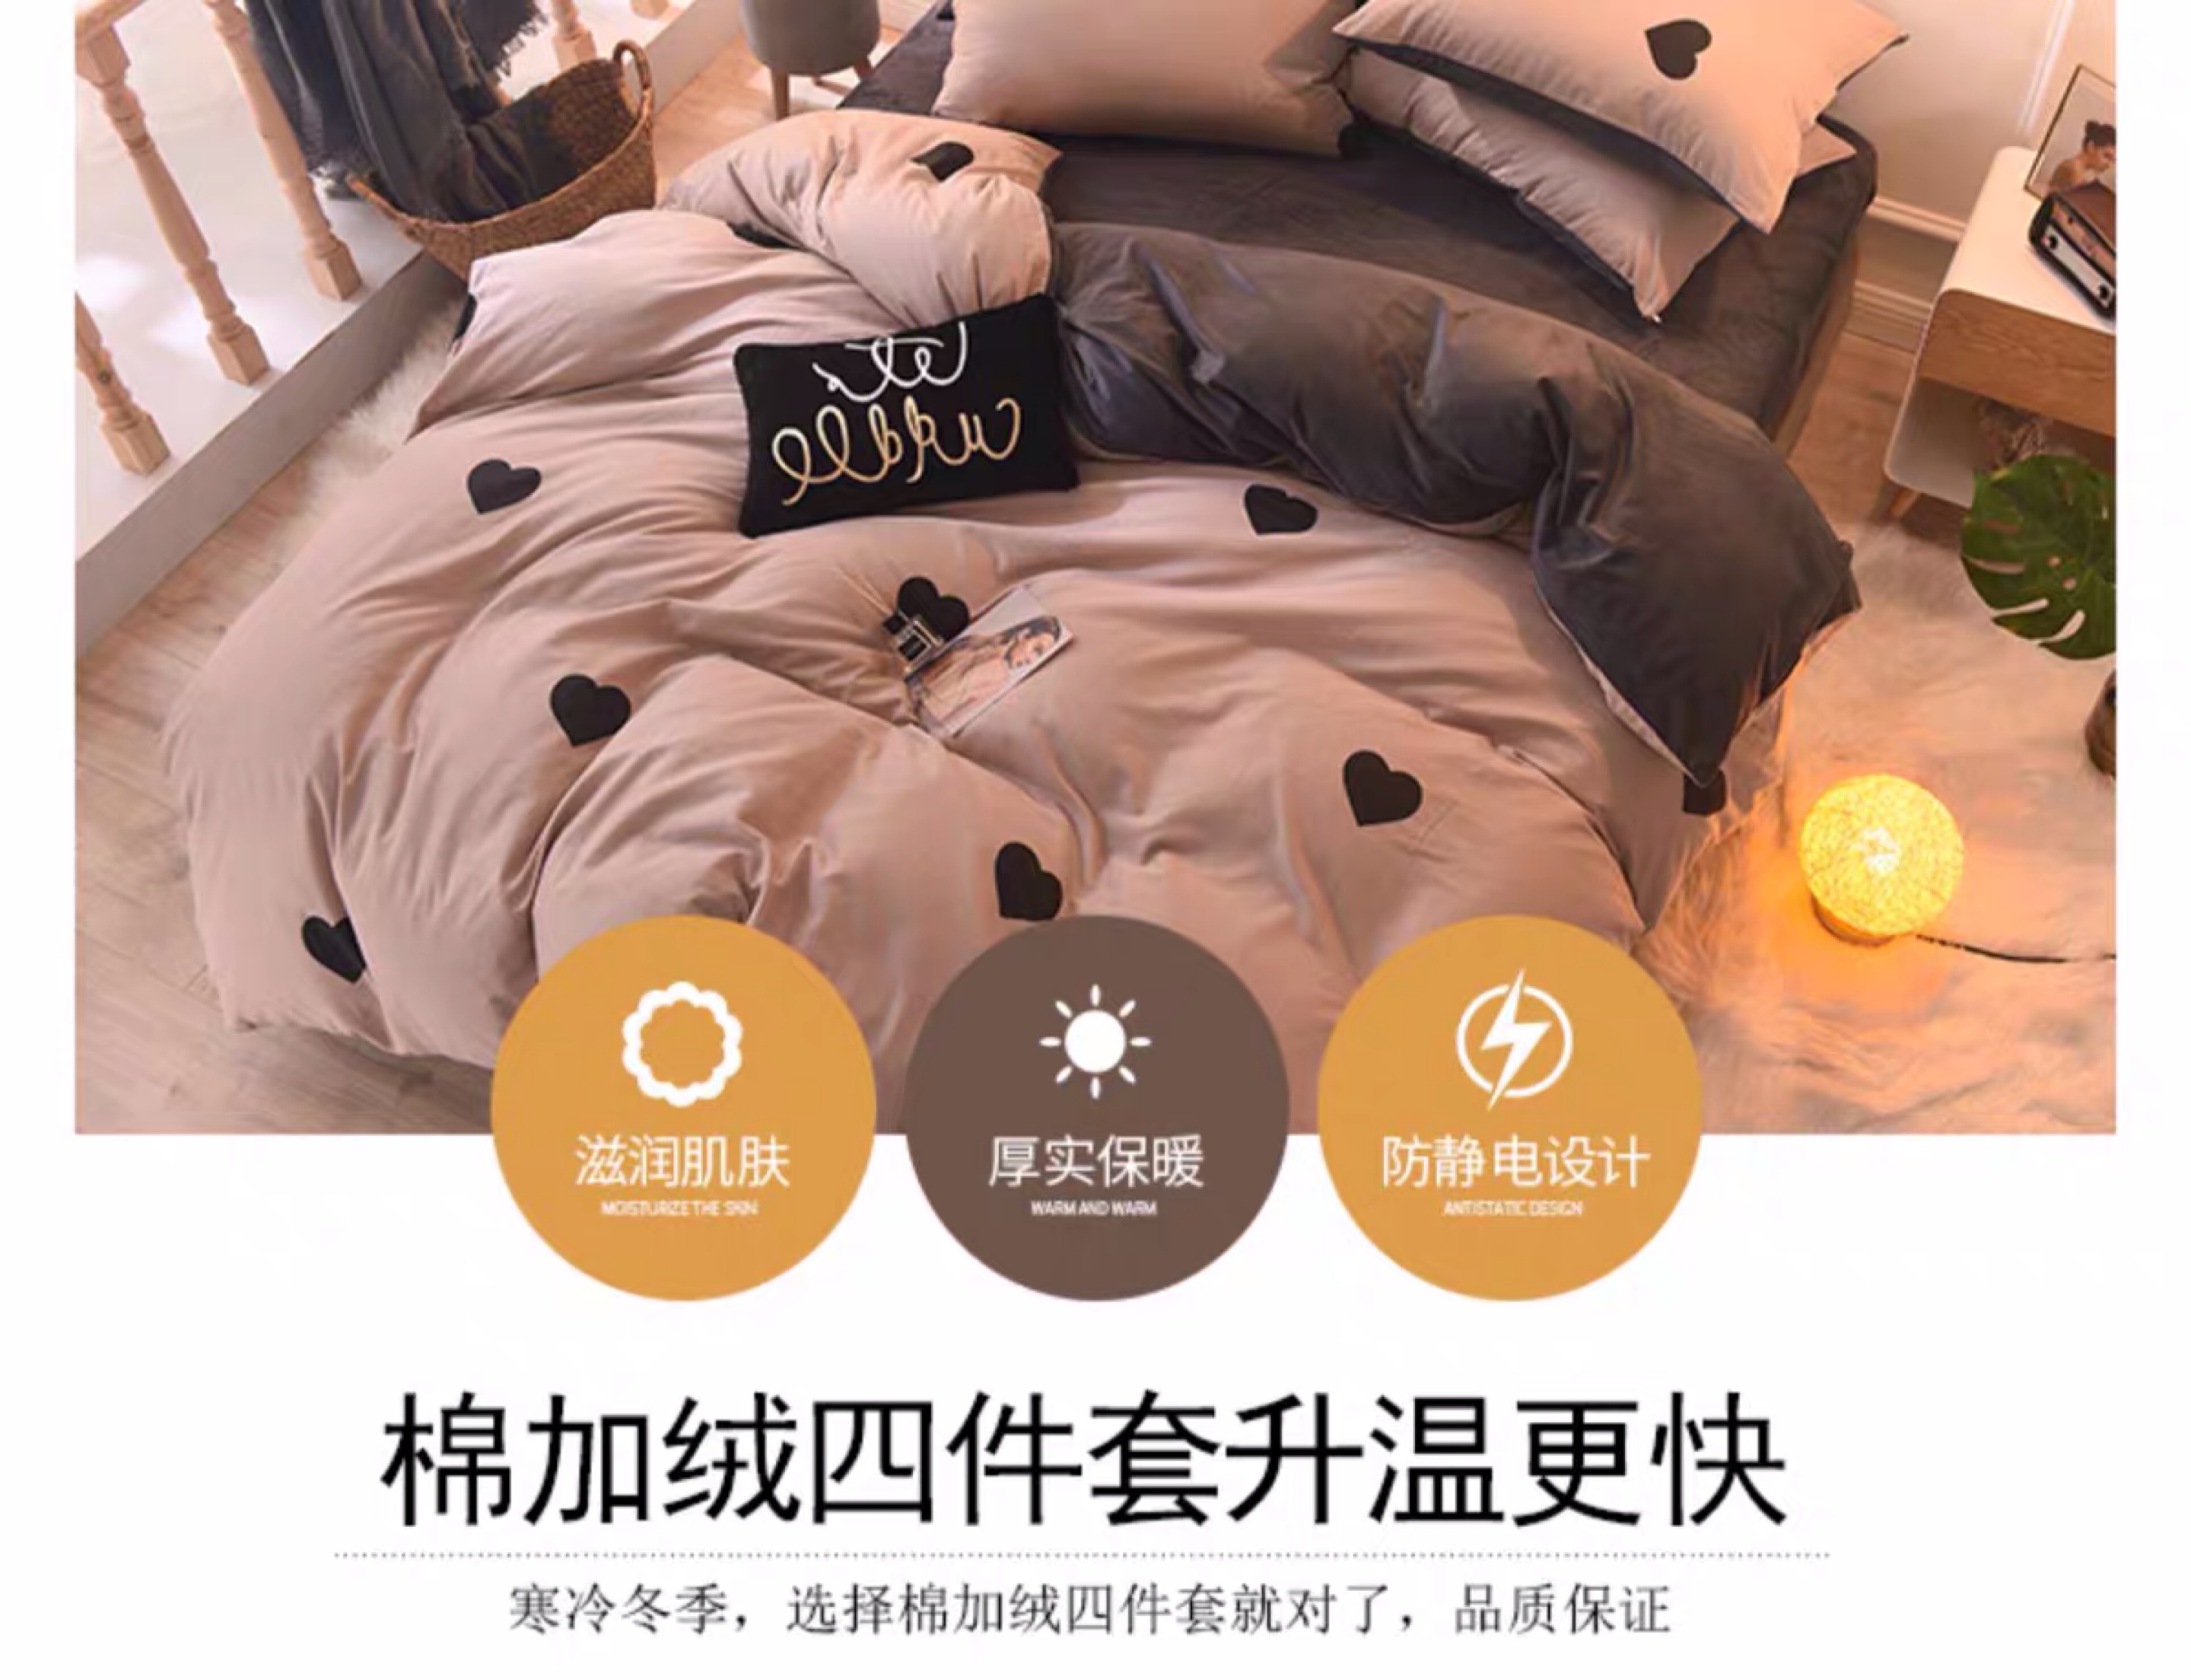 滋润肌肤
MOISTURIZE THE SKIN
厚实保暖
WARM AND WARM
防静电设计
ANTISTATIC DESIGN
棉加绒四件套升温更快
寒冷冬季，选择棉加绒四件套就对了，品质保证